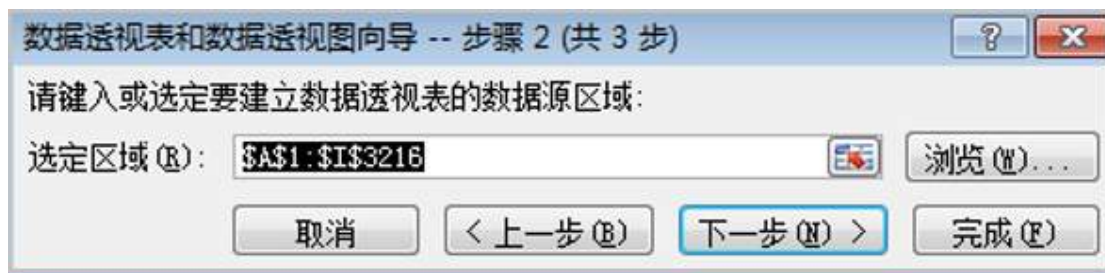 数据透视表和数据透视图向导 -- 步骤 2 (共 3 步)
请键入或选定要建立数据透视表的数据源区域:
选定区域(R): $A$1:$I$3216 浏览(W)...
取消 < 上一步(B) 下一步(N) > 完成(F)